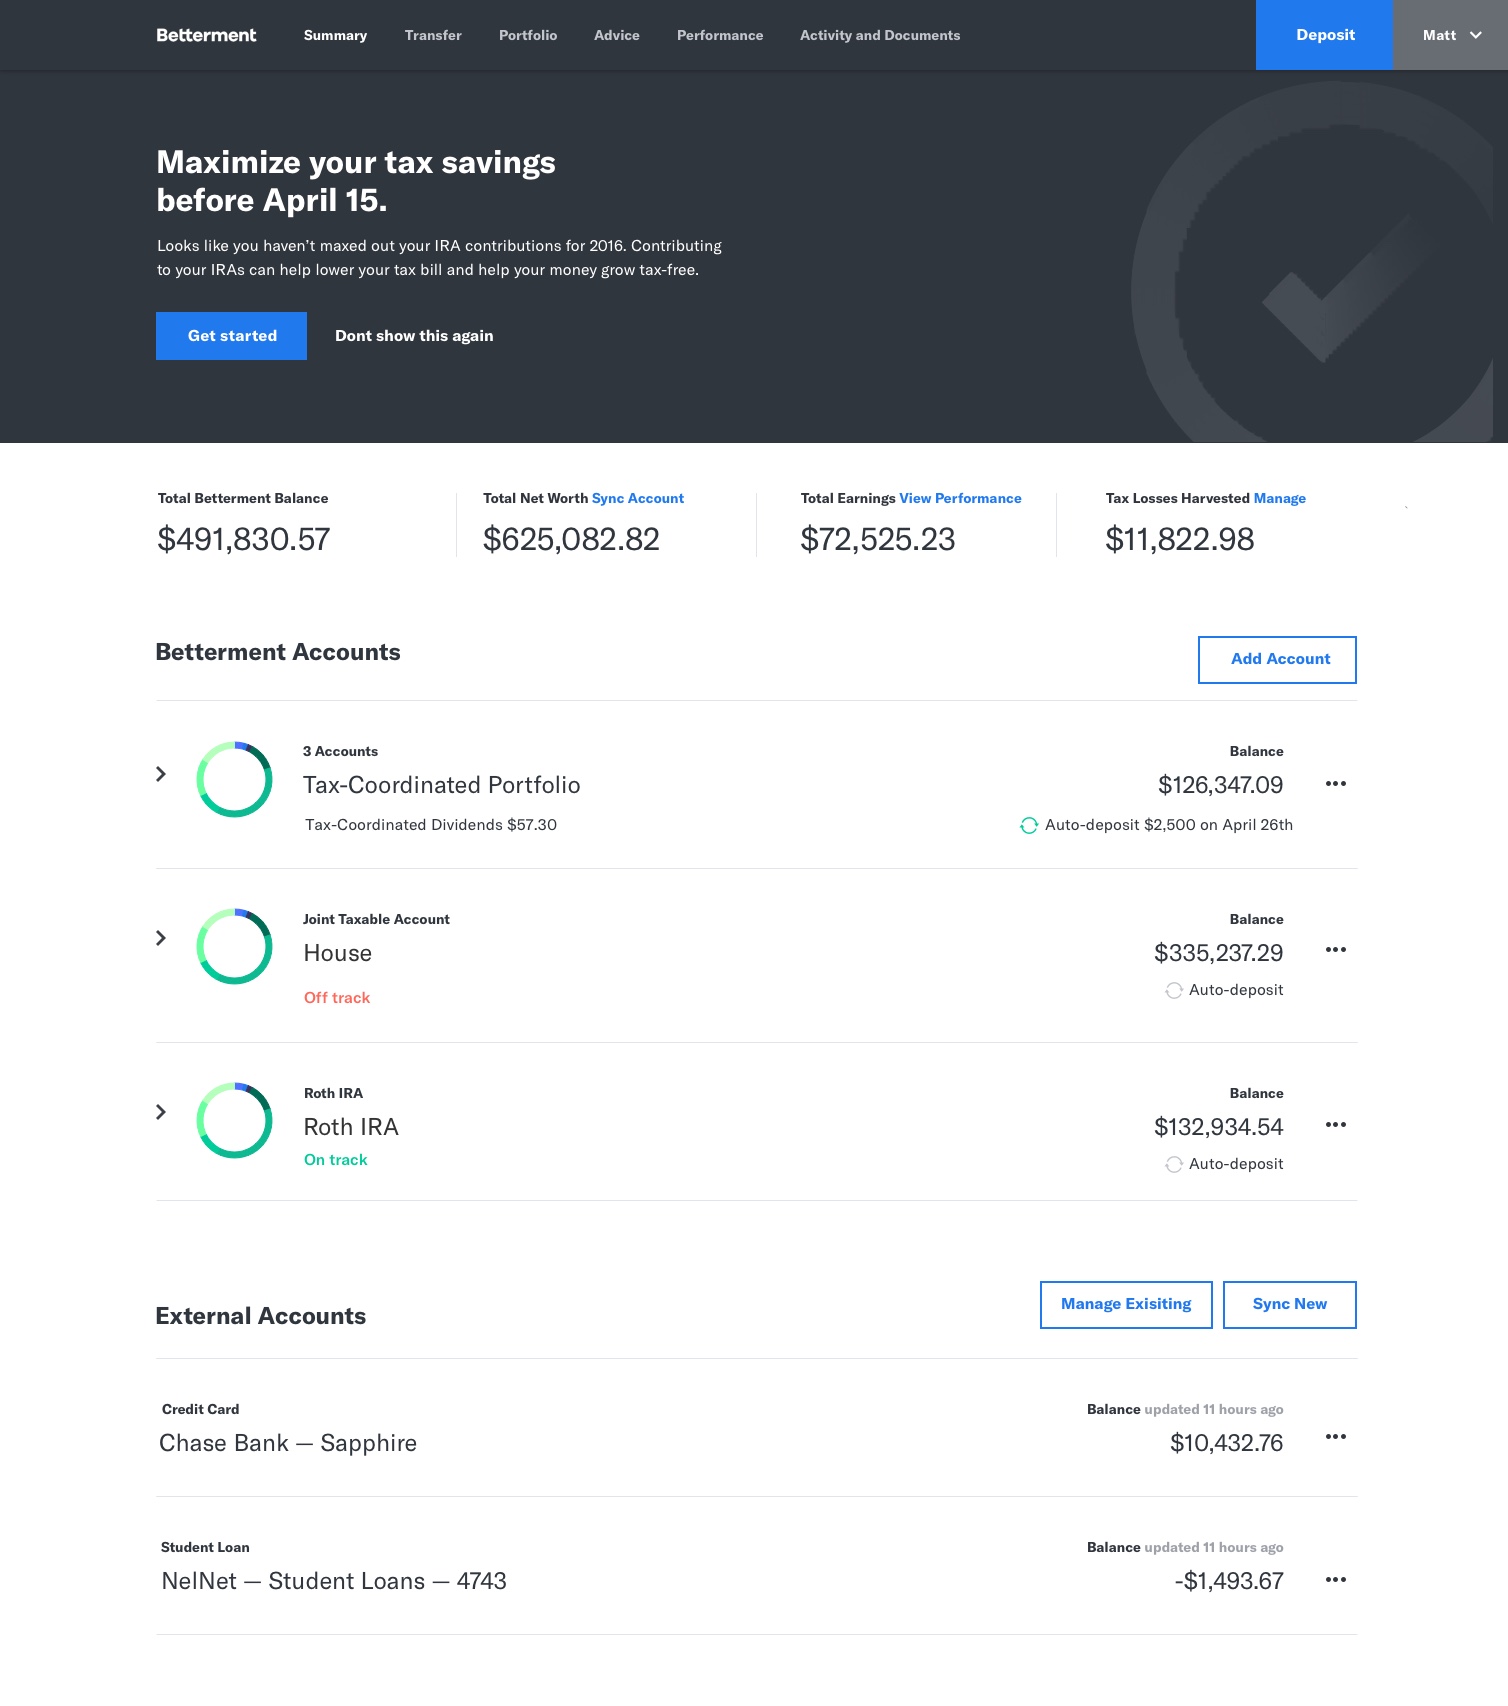 Betterment Summary Transfer Portfolio Advice Performance Activity and Documents Deposit Matt
Maximize your tax savings
before April 15.
Looks like you haven't maxed out your IRA contributions for 2016. Contributing
to your IRAs can help lower your tax bill and help your money grow tax-free.
Get started Dont show this again
Total Betterment Balance
$491,830.57
Total Net Worth Sync Account
$625,082.82
Total Earnings View Performance
$72,525.23
Tax Losses Harvested Manage
$11,822.98
Betterment Accounts
Add Account
3 Accounts
Tax-Coordinated Portfolio
Tax-Coordinated Dividends $57.30
Balance
$126,347.09
Auto-deposit $2,500 on April 26th
Joint Taxable Account
House
Off track
Balance
$335,237.29
Auto-deposit
Roth IRA
Roth IRA
On track
Balance
$132,934.54
Auto-deposit
External Accounts
Manage Exisiting
Sync New
Credit Card
Chase Bank — Sapphire
Balance updated 11 hours ago
$10,432.76
Student Loan
NelNet — Student Loans — 4743
Balance updated 11 hours ago
-$1,493.67